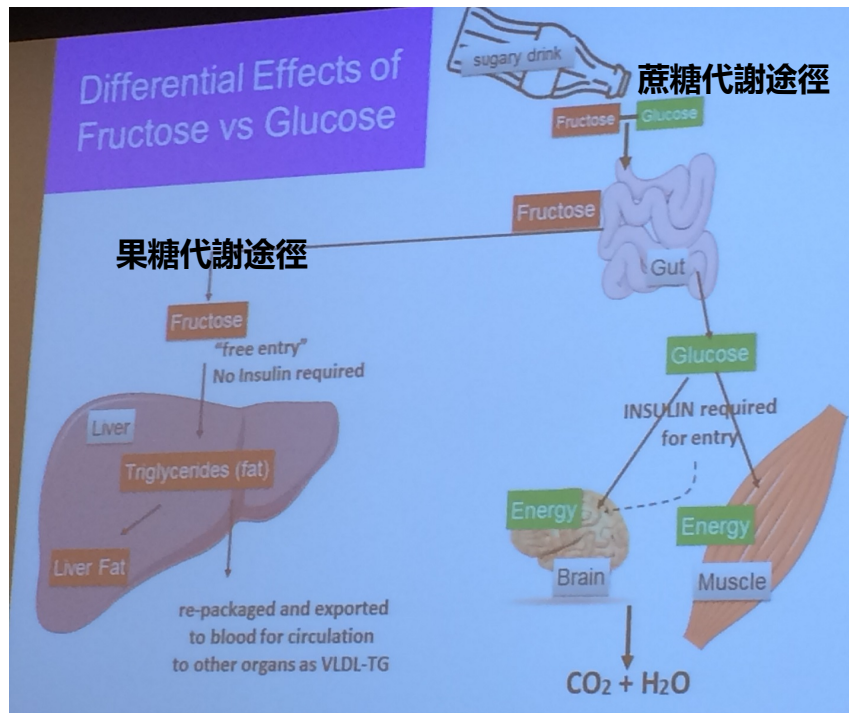 Differential Effects of
Fructose vs Glucose
sugary drink
蔗糖代謝途徑
Fructose
Glucose
Fructose
Gut
果糖代謝途徑
Fructose
"free entry"
No Insulin required
Glucose
INSULIN required
for entry
Liver
Triglycerides (fat)
Liver Fat
Energy
Brain
Energy
Muscle
re-packaged and exported
to blood for circulation
to other organs as VLDL-TG
CO₂ + H₂O